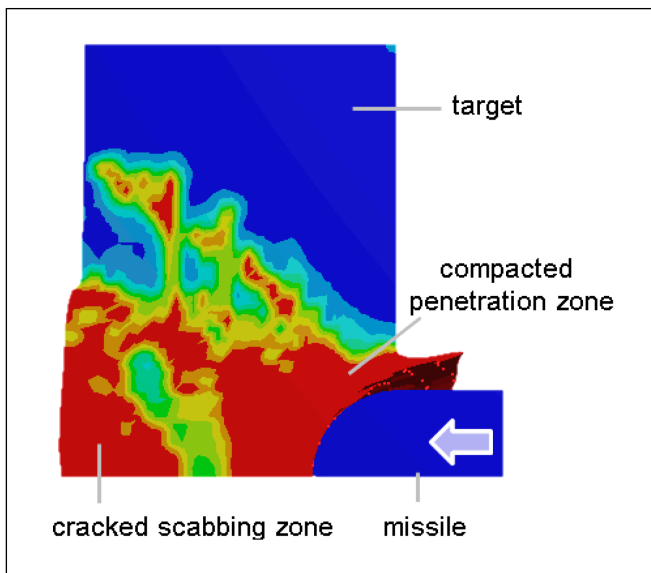 target
compacted
penetration zone
cracked scabbing zone
missile